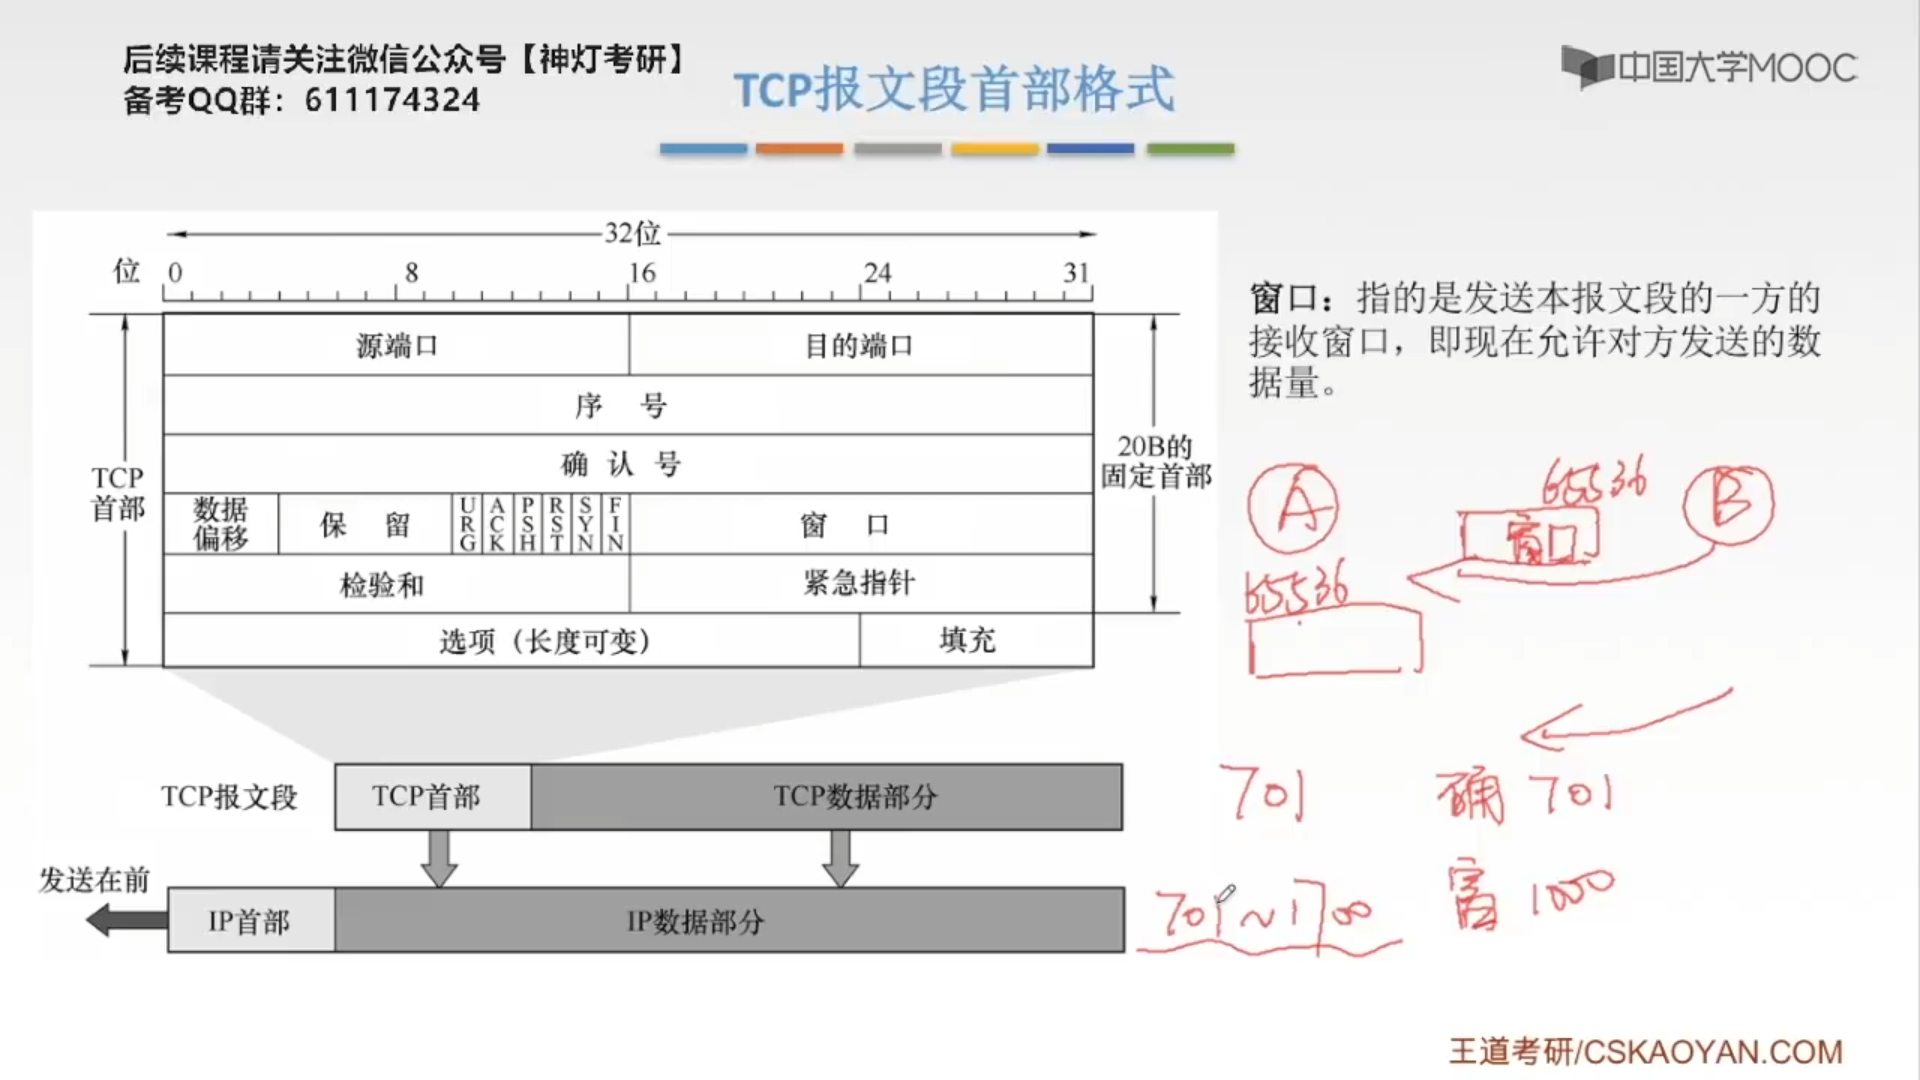 后续课程请关注微信公众号【神灯考研】
备考QQ群：611174324
TCP报文段首部格式
中国大学MOOC
32位
位 0 8 16 24 31
源端口 目的端口
序 号
确 认 号
数据偏移 保 留 URG ACK PSH RST SYN FIN 窗 口
检验和 紧急指针
选项（长度可变） 填充
TCP首部
20B的固定首部
TCP报文段 TCP首部 TCP数据部分
发送在前
IP首部 IP数据部分
窗口：指的是发送本报文段的一方的
接收窗口，即现在允许对方发送的数
据量。
A 65536 B
窗口
65536
701 确 701
701~1700 窗 1000
王道考研/CSKAOYAN.COM